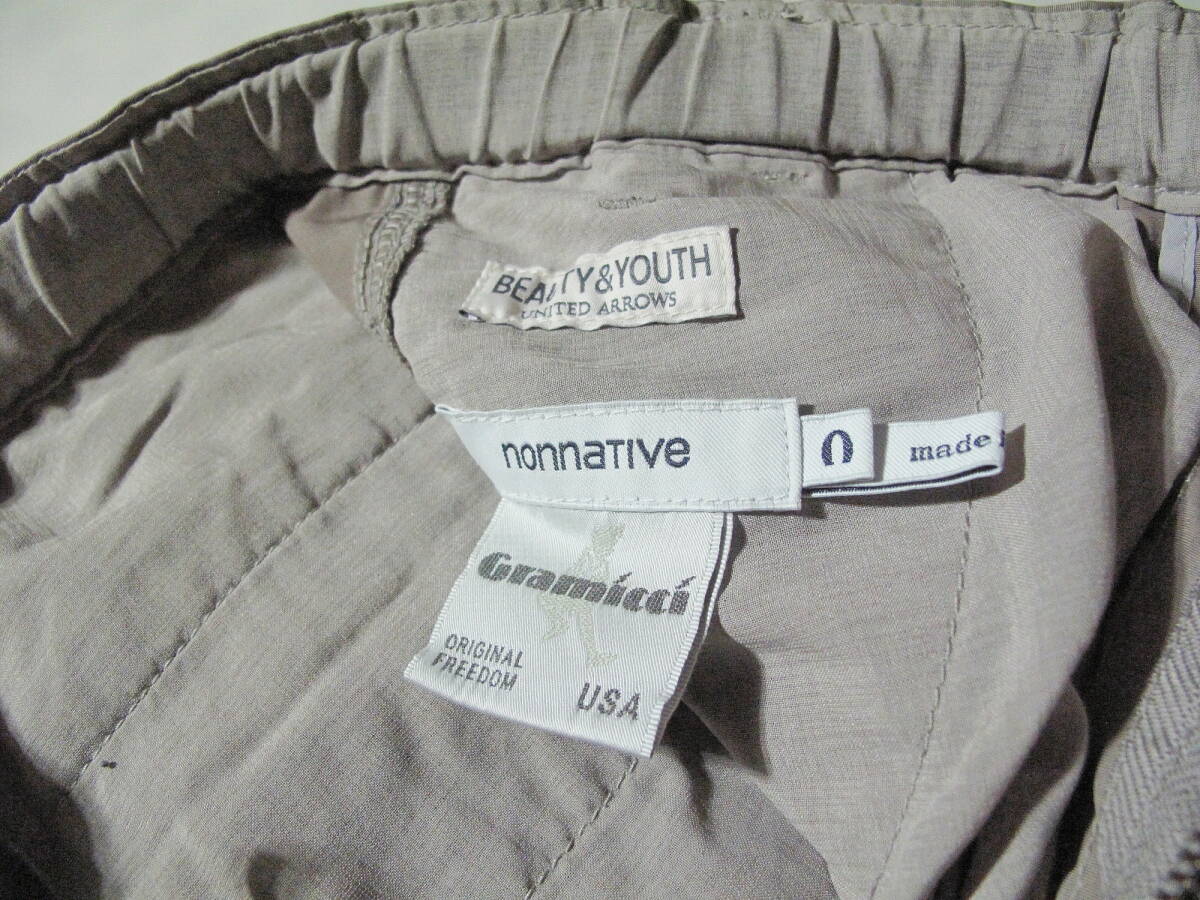 BEAUTY&YOUTH
UNITED ARROWS
nonnative
0
made
Gramicci
ORIGINAL
FREEDOM
USA